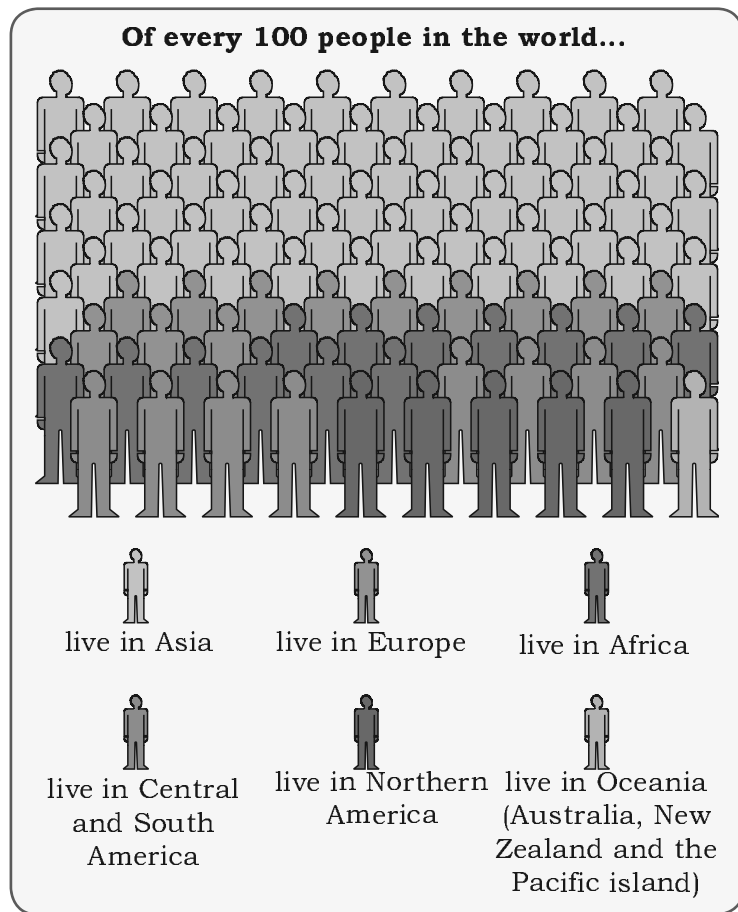 Of every 100 people in the world...
live in Asia
live in Europe
live in Africa
live in Central
and South
America
live in Northern
America
live in Oceania
(Australia, New
Zealand and the
Pacific island)